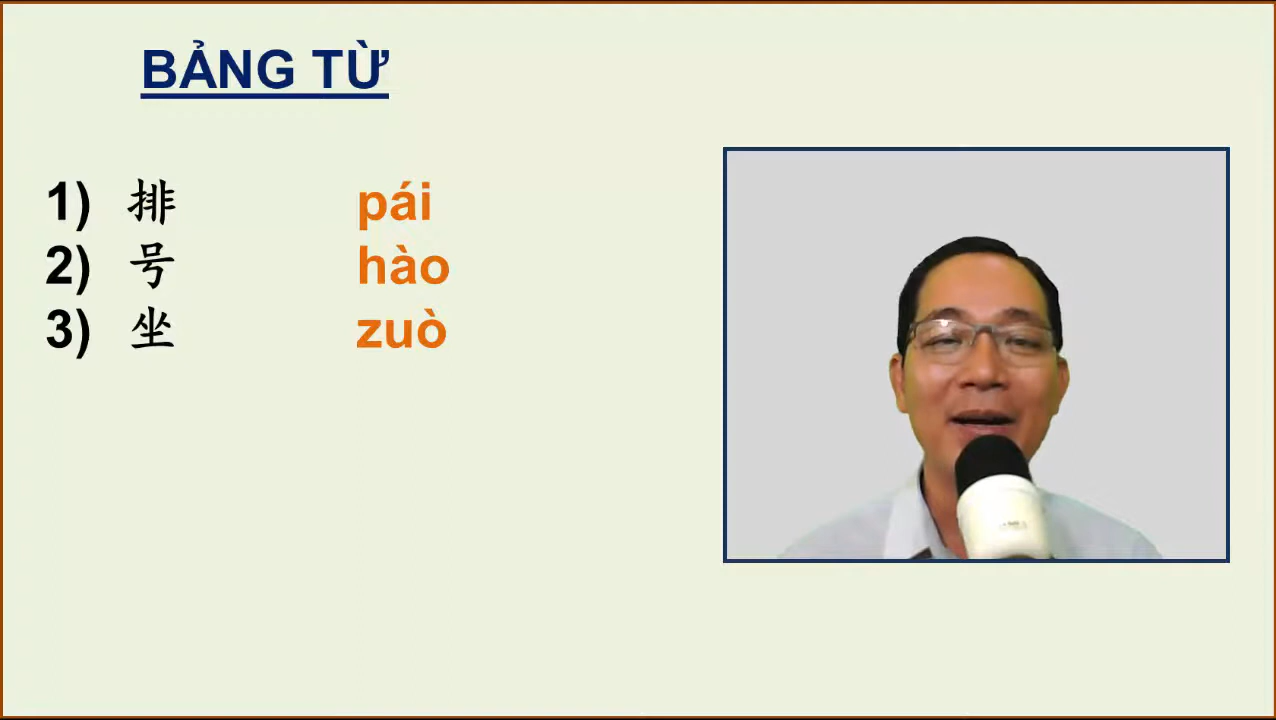 BẢNG TỪ
1) 排 pái
2) 号 hào
3) 坐 zuò